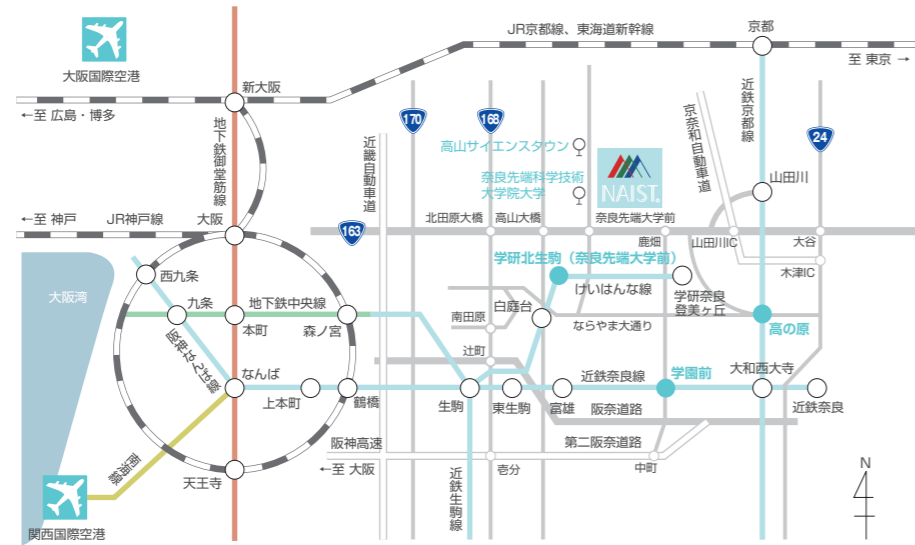 JR京都線、東海道新幹線
京都
大阪国際空港
至 東京 →
新大阪
←至 広島・博多
地下鉄御堂筋線
近畿自動車道
170
168
高山サイエンスタウン
奈良先端科学技術
大学院大学
NAIST®
近鉄京都線
京奈和自動車道
24
山田川
←至 神戸
JR神戸線
大阪
163
北田原大橋
高山大橋
奈良先端大学前
鹿畑
山田川IC
大谷
木津IC
大阪湾
西九条
学研北生駒（奈良先端大学前）
けいはんな線
学研奈良
登美ヶ丘
九条
地下鉄中央線
本町
森ノ宮
白庭台
南田原
ならやま大通り
高の原
阪神なんば線
辻町
なんば
上本町
鶴橋
生駒
東生駒
富雄
近鉄奈良線
学園前
大和西大寺
近鉄奈良
阪奈道路
阪神高速
←至 大阪
第二阪奈道路
壱分
中町
近鉄生駒線
南海線
天王寺
関西国際空港
N